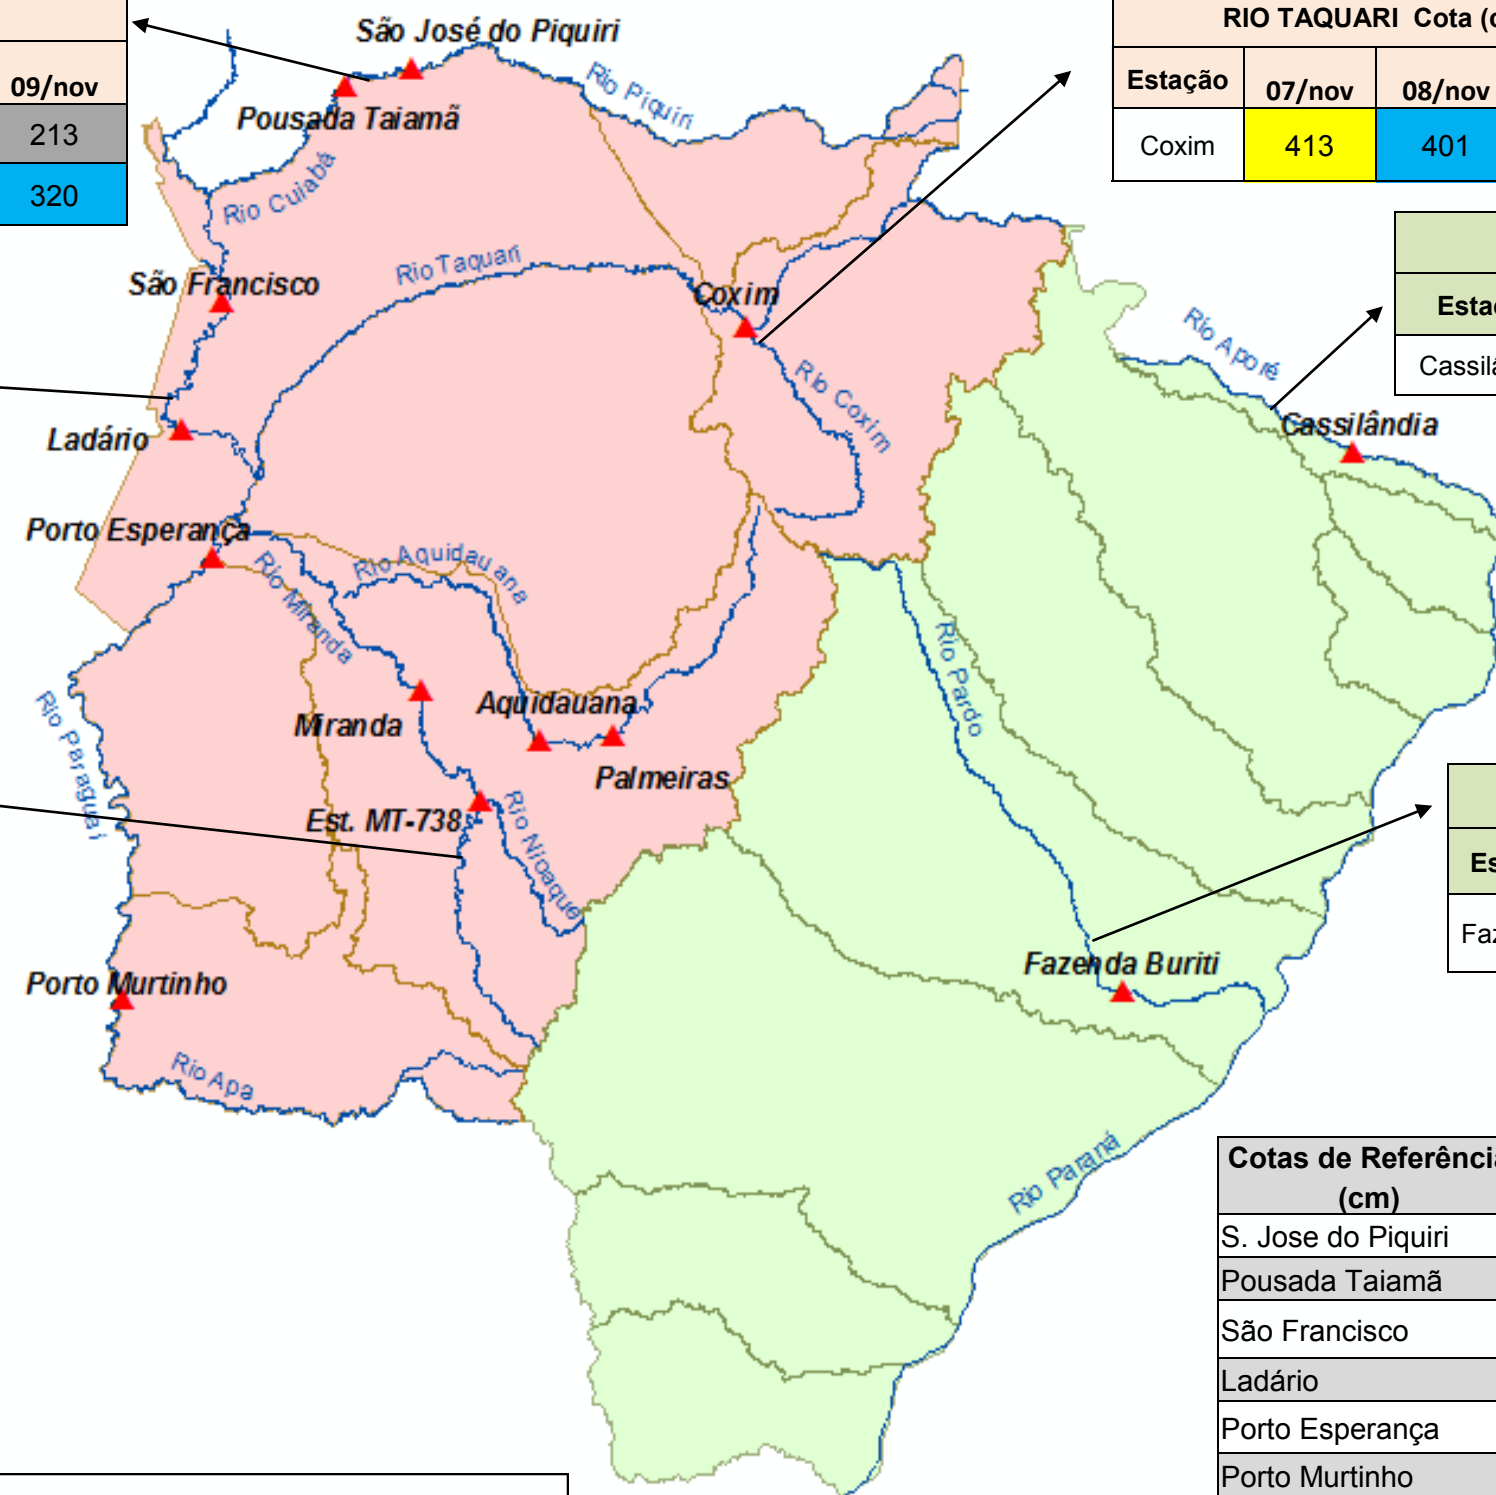 09/nov
213
320
São José do Piquiri
Pousada Taiamã
Rio Piquiri
Rio Cuiabá
RIO TAQUARI Cota (c
Estação 07/nov 08/nov
Coxim 413 401
São Francisco
Rio Taquari
Coxim
Rio Coxim
Rio Aporé
Esta
Cassil
Cassilândia
Ladário
Porto Esperança
Rio Aquidauana
Rio Miranda
Rio Pardo
Rio Paraguai
Miranda
Aquidauana
Palmeiras
Est. MT-738
Rio Nioaque
Es
Faz
Fazenda Buriti
Porto Murtinho
Rio Apa
Rio Paraná
Cotas de Referência
(cm)
S. Jose do Piquiri
Pousada Taiamã
São Francisco
Ladário
Porto Esperança
Porto Murtinho